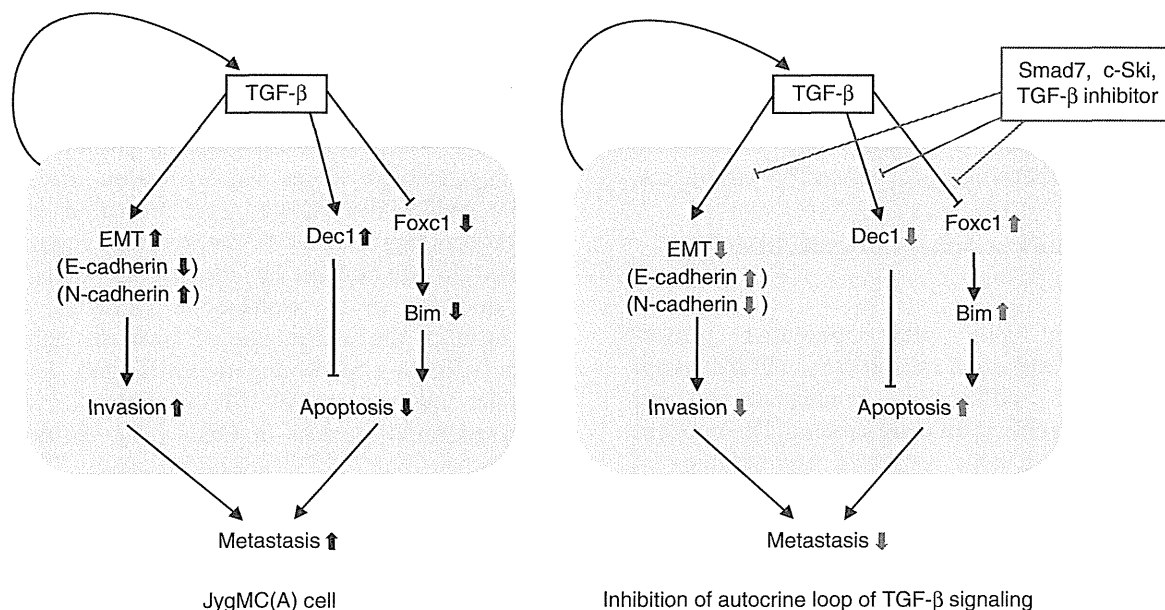 TGF-β
EMT
(E-cadherin )
(N-cadherin )
Dec1
Foxc1
Bim
Invasion
Apoptosis
Metastasis
JygMC(A) cell
TGF-β
Smad7, c-Ski,
TGF-β inhibitor
EMT
(E-cadherin )
(N-cadherin )
Dec1
Foxc1
Bim
Invasion
Apoptosis
Metastasis
Inhibition of autocrine loop of TGF-β signaling